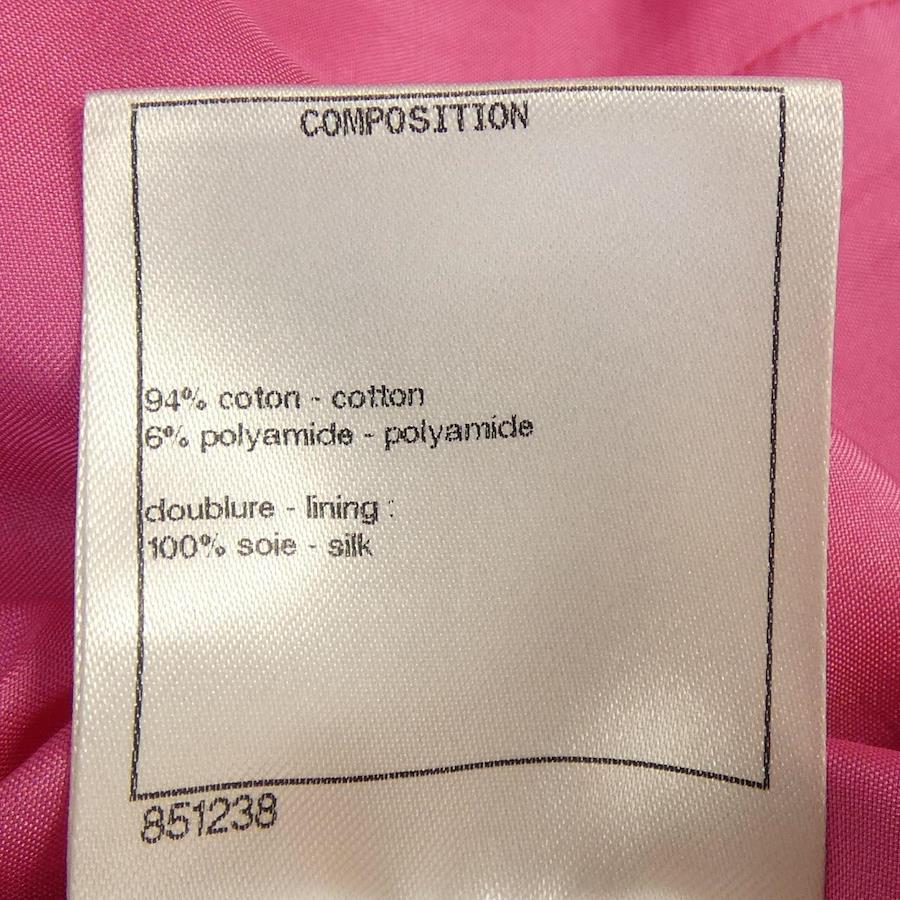 COMPOSITION
94% coton - cotton
6% polyamide - polyamide
doublure - lining :
100% soie - silk
851238